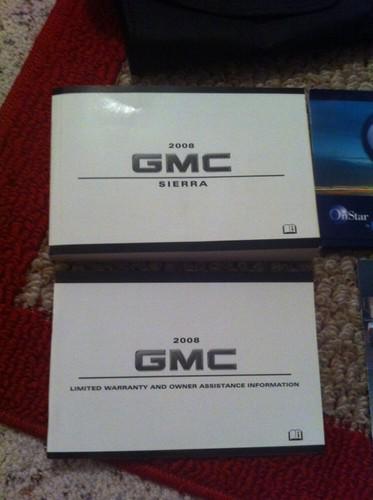 2008
GMC
SIERRA
OnStar
2008
GMC
LIMITED WARRANTY AND OWNER ASSISTANCE INFORMATION